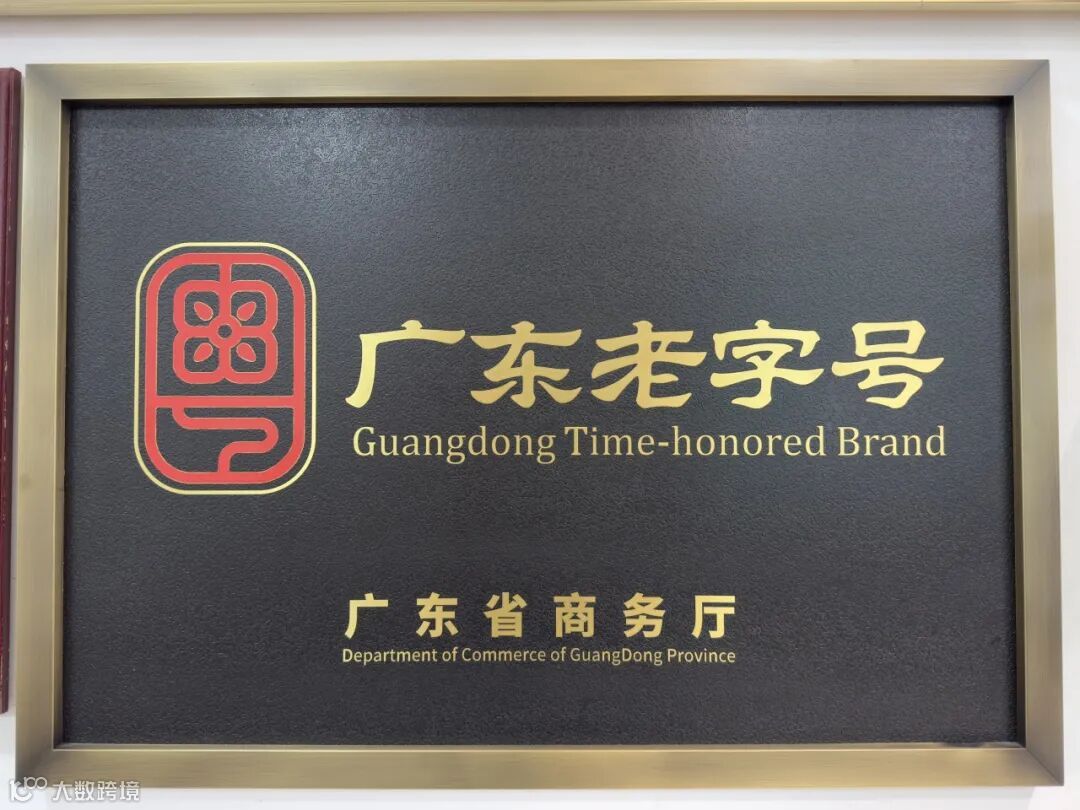 广东老字号
Guangdong Time-honored Brand
广东省商务厅
Department of Commerce of GuangDong Province
大数跨境